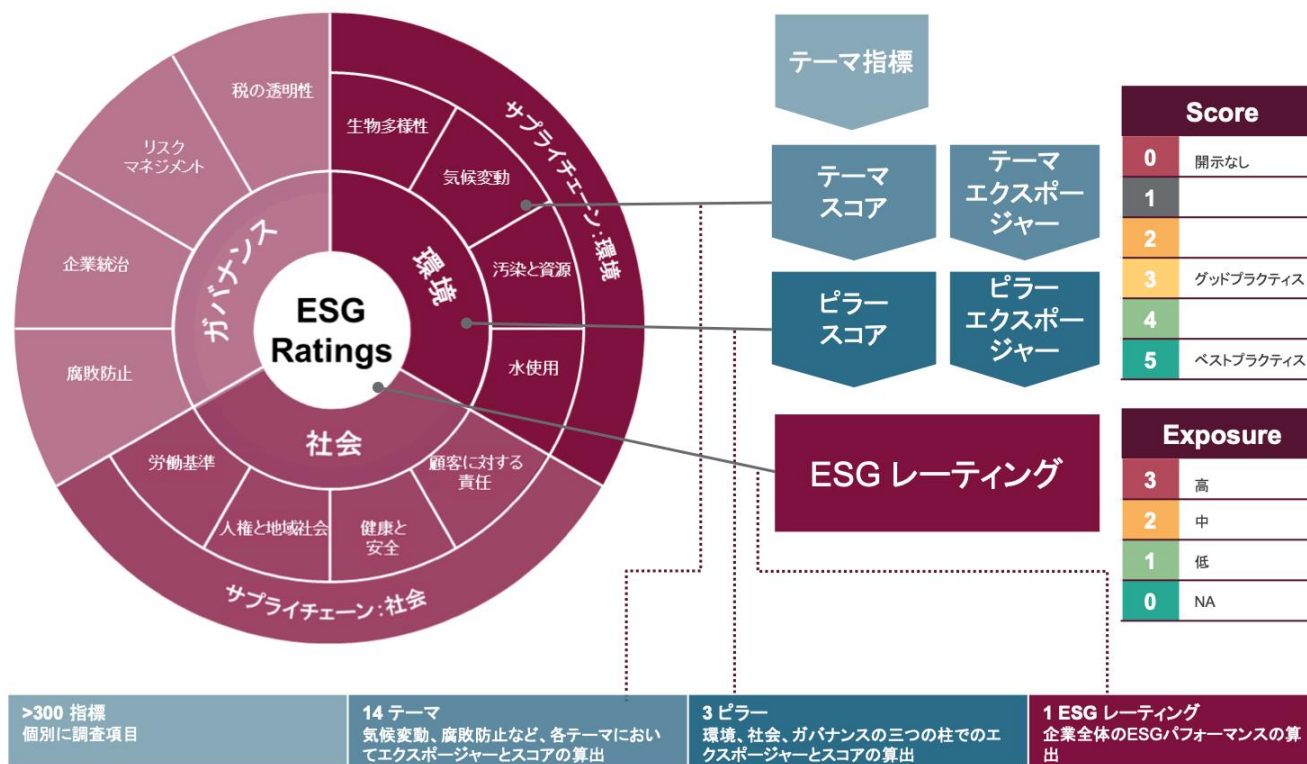 税の透明性
リスク
マネジメント
企業統治
腐敗防止
ガバナンス
生物多様性
気候変動
汚染と資源
水使用
環境
サプライチェーン:環境
ESG
Ratings
社会
労働基準
人権と地域社会
健康と
安全
顧客に対する
責任
サプライチェーン:社会
テーマ指標
テーマ
スコア
テーマ
エクスポー
ジャー
ピラー
スコア
ピラー
エクスポー
ジャー
ESG レーティング
Score
0 開示なし
1
2
3 グッドプラクティス
4
5 ベストプラクティス
Exposure
3 高
2 中
1 低
0 NA
>300 指標
個別に調査項目
14 テーマ
気候変動、腐敗防止など、各テーマにおい
てエクスポージャーとスコアの算出
3 ピラー
環境、社会、ガバナンスの三つの柱でのエ
クスポージャーとスコアの算出
1 ESG レーティング
企業全体のESGパフォーマンスの算
出